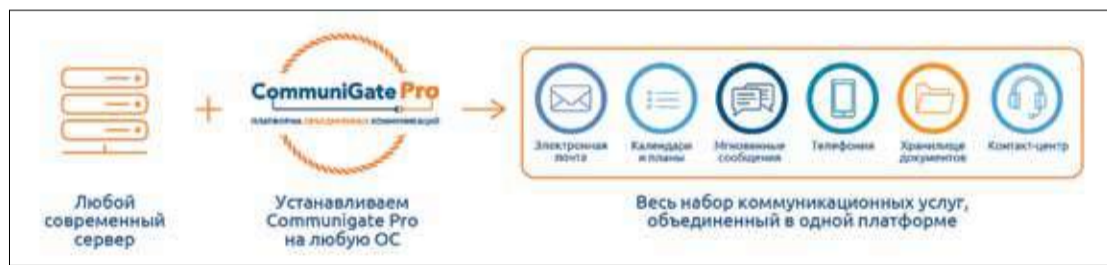 CommuniGate Pro
ПЛАТФОРМА ОБЪЕДИНЕННЫХ КОММУНИКАЦИЙ
Электронная
почта
Календари
и планы
Мгновенные
сообщения
Телефония
Хранилище
документов
Контакт-центр
Любой
современный
сервер
Устанавливаем
Communigate Pro
на любую ОС
Весь набор коммуникационных услуг,
объединенный в одной платформе